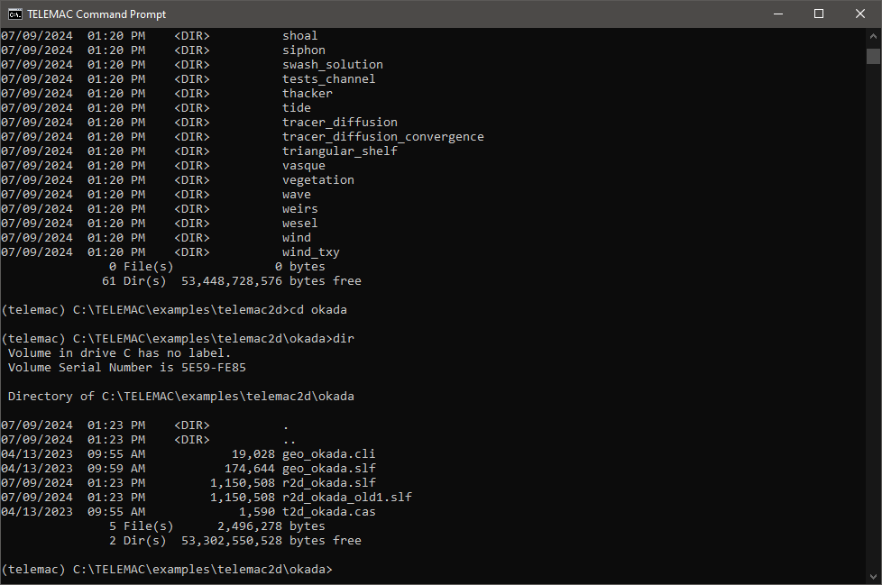 TELEMAC Command Prompt
07/09/2024  01:20 PM    <DIR>          shoal
07/09/2024  01:20 PM    <DIR>          siphon
07/09/2024  01:20 PM    <DIR>          swash_solution
07/09/2024  01:20 PM    <DIR>          tests_channel
07/09/2024  01:20 PM    <DIR>          thacker
07/09/2024  01:20 PM    <DIR>          tide
07/09/2024  01:20 PM    <DIR>          tracer_diffusion
07/09/2024  01:20 PM    <DIR>          tracer_diffusion_convergence
07/09/2024  01:20 PM    <DIR>          triangular_shelf
07/09/2024  01:20 PM    <DIR>          vasque
07/09/2024  01:20 PM    <DIR>          vegetation
07/09/2024  01:20 PM    <DIR>          wave
07/09/2024  01:20 PM    <DIR>          weirs
07/09/2024  01:20 PM    <DIR>          wesel
07/09/2024  01:20 PM    <DIR>          wind
07/09/2024  01:20 PM    <DIR>          wind_txy
               0 File(s)              0 bytes
              61 Dir(s)  53,448,728,576 bytes free
(telemac) C:\TELEMAC\examples\telemac2d>cd okada
(telemac) C:\TELEMAC\examples\telemac2d\okada>dir
 Volume in drive C has no label.
 Volume Serial Number is 5E59-FE85
 Directory of C:\TELEMAC\examples\telemac2d\okada
07/09/2024  01:23 PM    <DIR>          .
07/09/2024  01:23 PM    <DIR>          ..
04/13/2023  09:55 AM            19,028 geo_okada.cli
04/13/2023  09:59 AM           174,644 geo_okada.slf
07/09/2024  01:23 PM         1,150,508 r2d_okada.slf
07/09/2024  01:23 PM         1,150,508 r2d_okada_old1.slf
04/13/2023  09:55 AM             1,590 t2d_okada.cas
               5 File(s)      2,496,278 bytes
               2 Dir(s)  53,302,550,528 bytes free
(telemac) C:\TELEMAC\examples\telemac2d\okada>